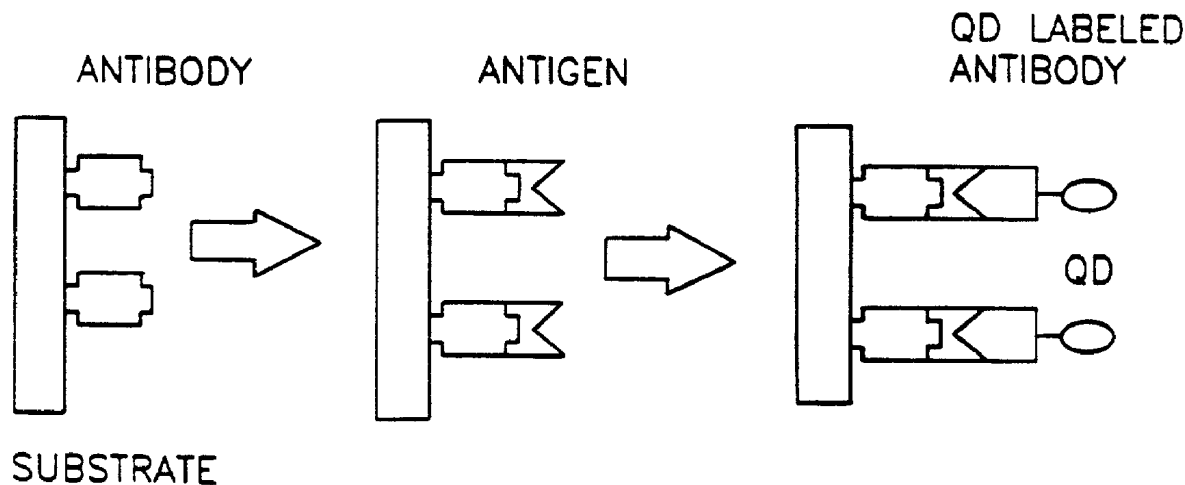 ANTIBODY
ANTIGEN
QD LABELED
ANTIBODY
QD
SUBSTRATE